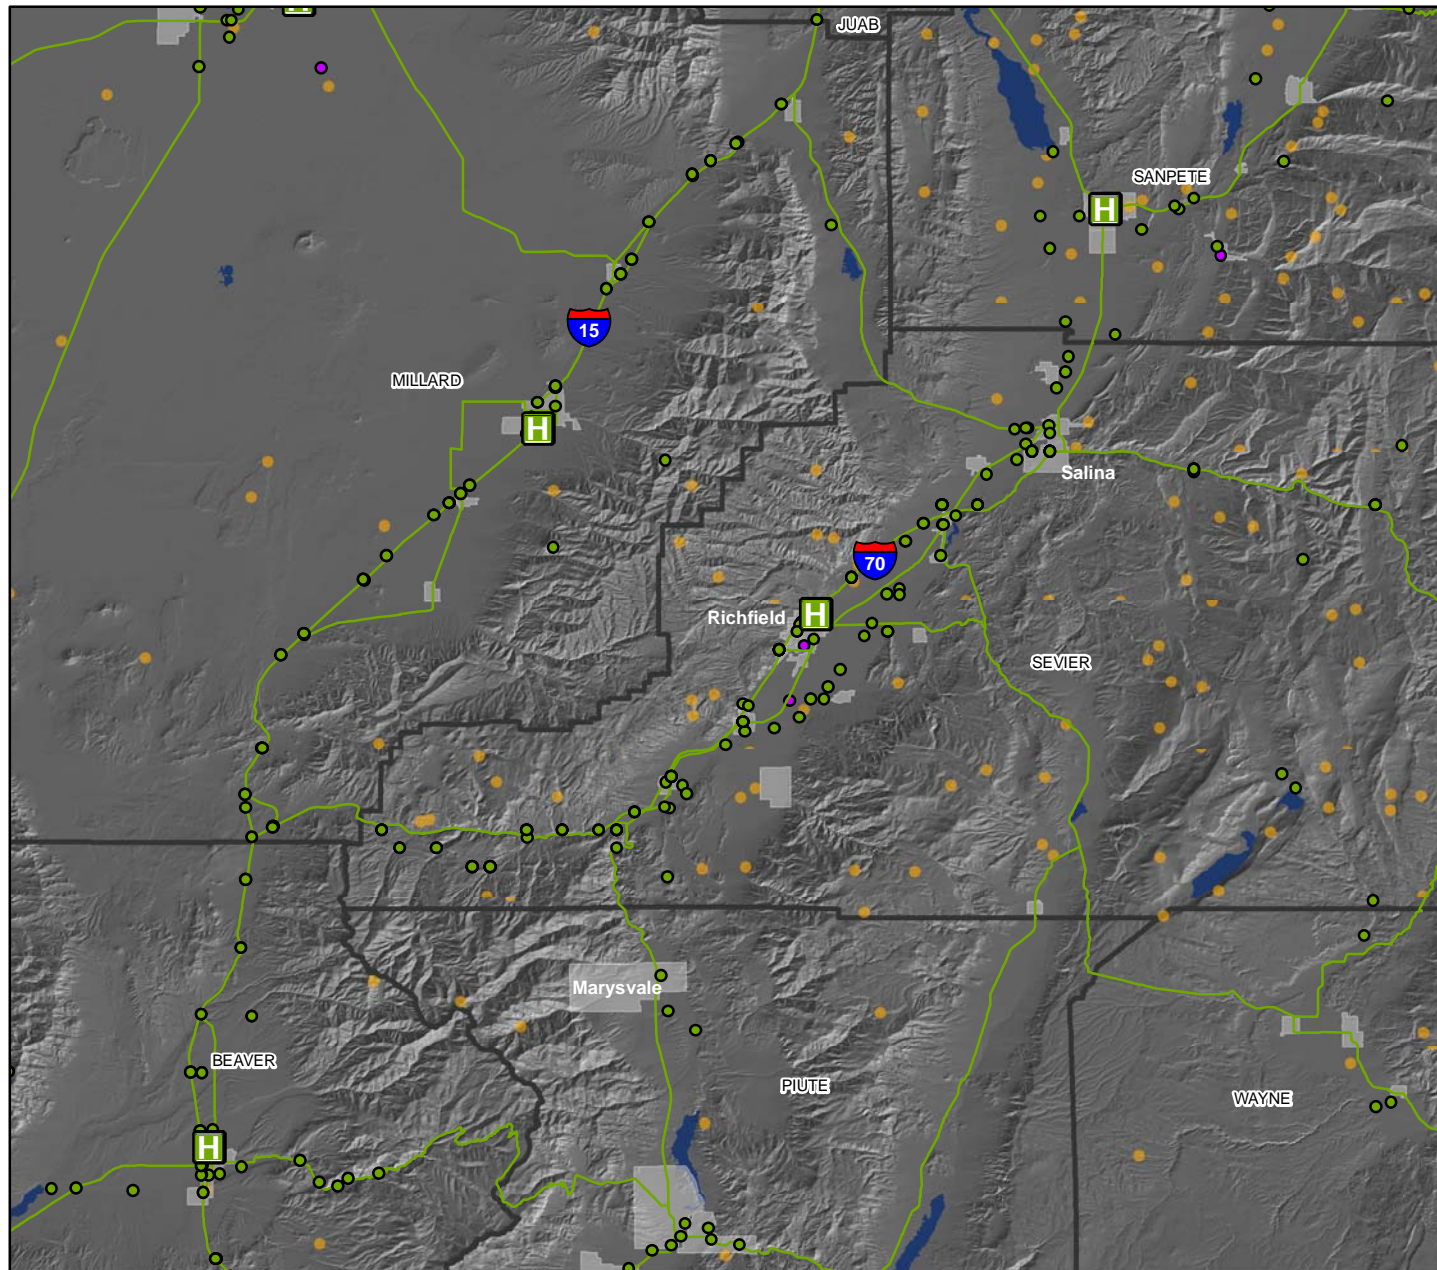 H
JUAB
SANPETE
H
15
MILLARD
H
Salina
70
Richfield
H
SEVIER
Marysvale
BEAVER
PIUTE
WAYNE
H